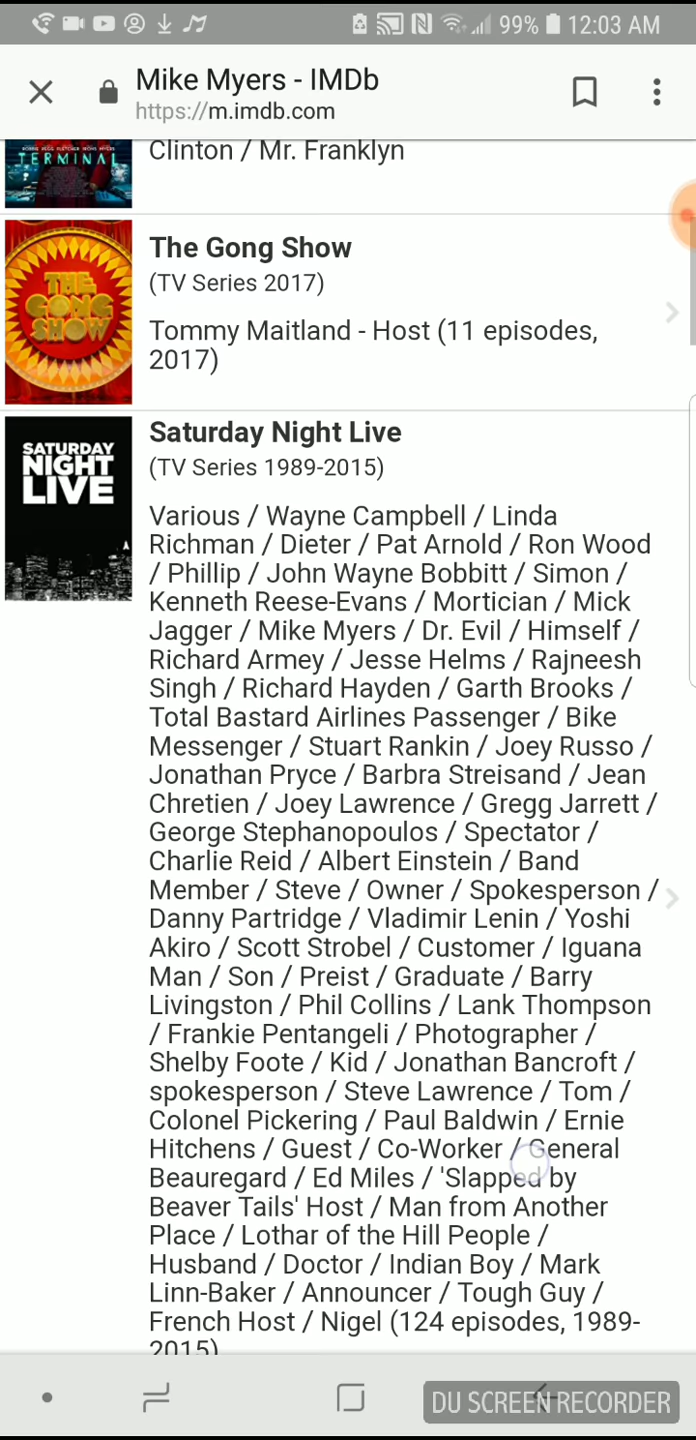 99% 12:03 AM
Mike Myers - IMDb
https://m.imdb.com
TERMINAL
Clinton / Mr. Franklyn
THE
GONG
SHOW
The Gong Show
(TV Series 2017)
Tommy Maitland - Host (11 episodes,
2017)
SATURDAY
NIGHT
LIVE
Saturday Night Live
(TV Series 1989-2015)
Various / Wayne Campbell / Linda
Richman / Dieter / Pat Arnold / Ron Wood
/ Phillip / John Wayne Bobbitt / Simon /
Kenneth Reese-Evans / Mortician / Mick
Jagger / Mike Myers / Dr. Evil / Himself /
Richard Armey / Jesse Helms / Rajneesh
Singh / Richard Hayden / Garth Brooks /
Total Bastard Airlines Passenger / Bike
Messenger / Stuart Rankin / Joey Russo /
Jonathan Pryce / Barbra Streisand / Jean
Chretien / Joey Lawrence / Gregg Jarrett /
George Stephanopoulos / Spectator /
Charlie Reid / Albert Einstein / Band
Member / Steve / Owner / Spokesperson /
Danny Partridge / Vladimir Lenin / Yoshi
Akiro / Scott Strobel / Customer / Iguana
Man / Son / Preist / Graduate / Barry
Livingston / Phil Collins / Lank Thompson
/ Frankie Pentangeli / Photographer /
Shelby Foote / Kid / Jonathan Bancroft /
spokesperson / Steve Lawrence / Tom /
Colonel Pickering / Paul Baldwin / Ernie
Hitchens / Guest / Co-Worker / General
Beauregard / Ed Miles / 'Slapped by
Beaver Tails' Host / Man from Another
Place / Lothar of the Hill People /
Husband / Doctor / Indian Boy / Mark
Linn-Baker / Announcer / Tough Guy /
French Host / Nigel (124 episodes, 1989-
2015)
DU SCREEN RECORDER